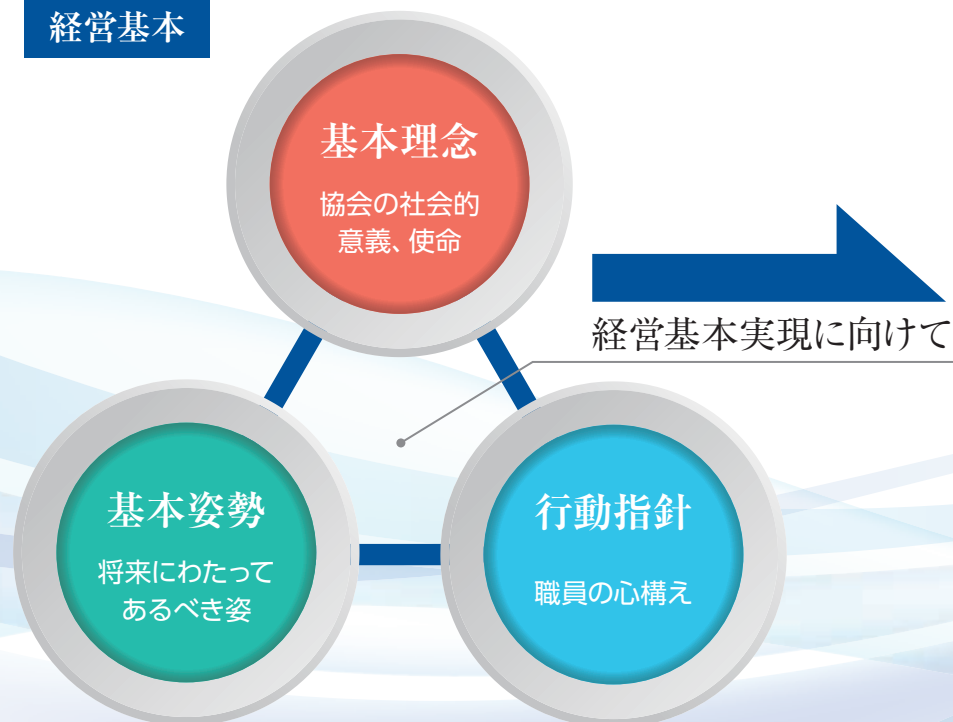 経営基本
基本理念
協会の社会的
意義、使命
経営基本実現に向けて
基本姿勢
将来にわたって
あるべき姿
行動指針
職員の心構え